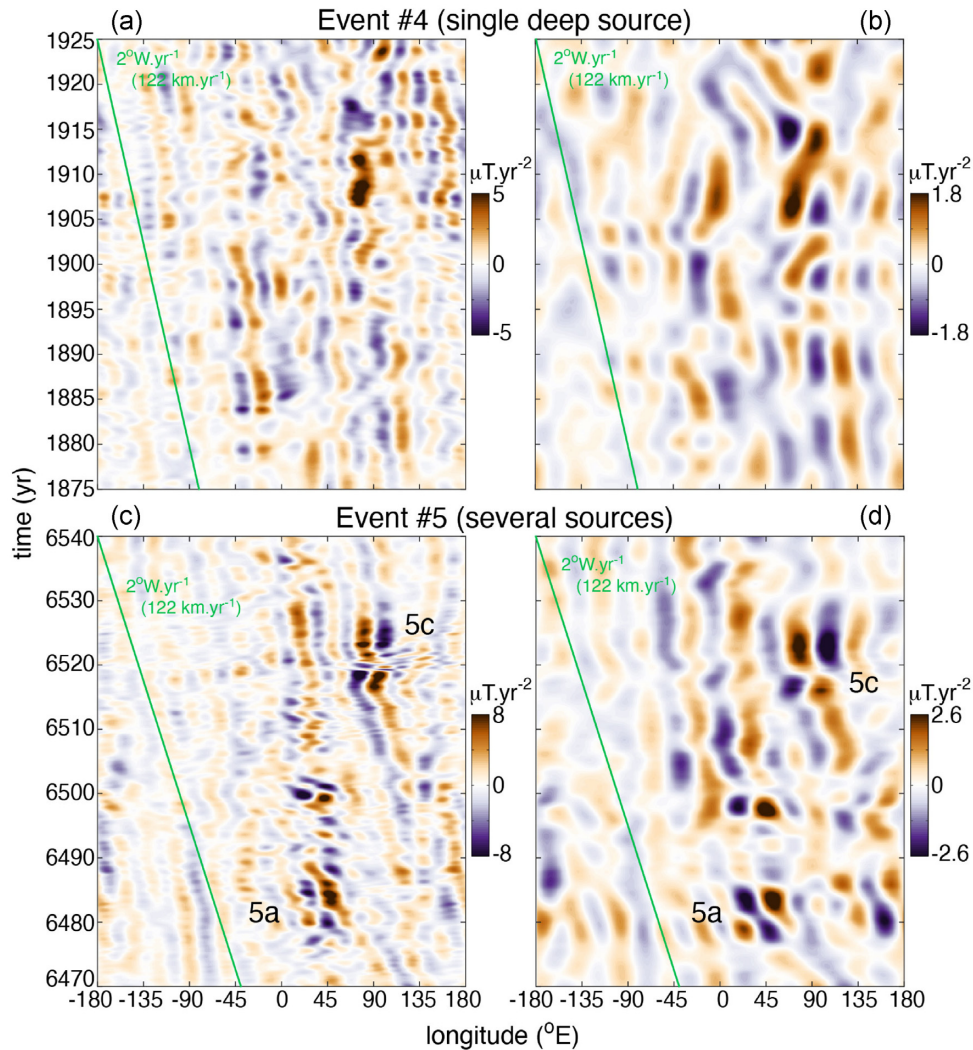 (a) Event #4 (single deep source) (b)
1925
1920
1915
1910
1905
1900
1895
1890
1885
1880
1875
2°W.yr⁻¹
(122 km.yr⁻¹)
µT.yr⁻²
5
0
-5
2°W.yr⁻¹
(122 km.yr⁻¹)
µT.yr⁻²
1.8
0
-1.8
time (yr)
(c) Event #5 (several sources) (d)
6540
6530
6520
6510
6500
6490
6480
6470
2°W.yr⁻¹
(122 km.yr⁻¹)
5c
5a
µT.yr⁻²
8
0
-8
2°W.yr⁻¹
(122 km.yr⁻¹)
5c
5a
µT.yr⁻²
2.6
0
-2.6
-180 -135 -90 -45 0 45 90 135 180
-180 -135 -90 -45 0 45 90 135 180
longitude (°E)